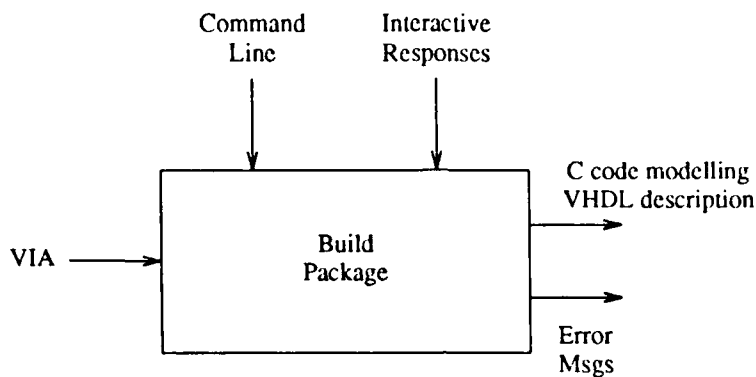 Command
Line
Interactive
Responses
C code modelling
VHDL description
VIA
Build
Package
Error
Msgs